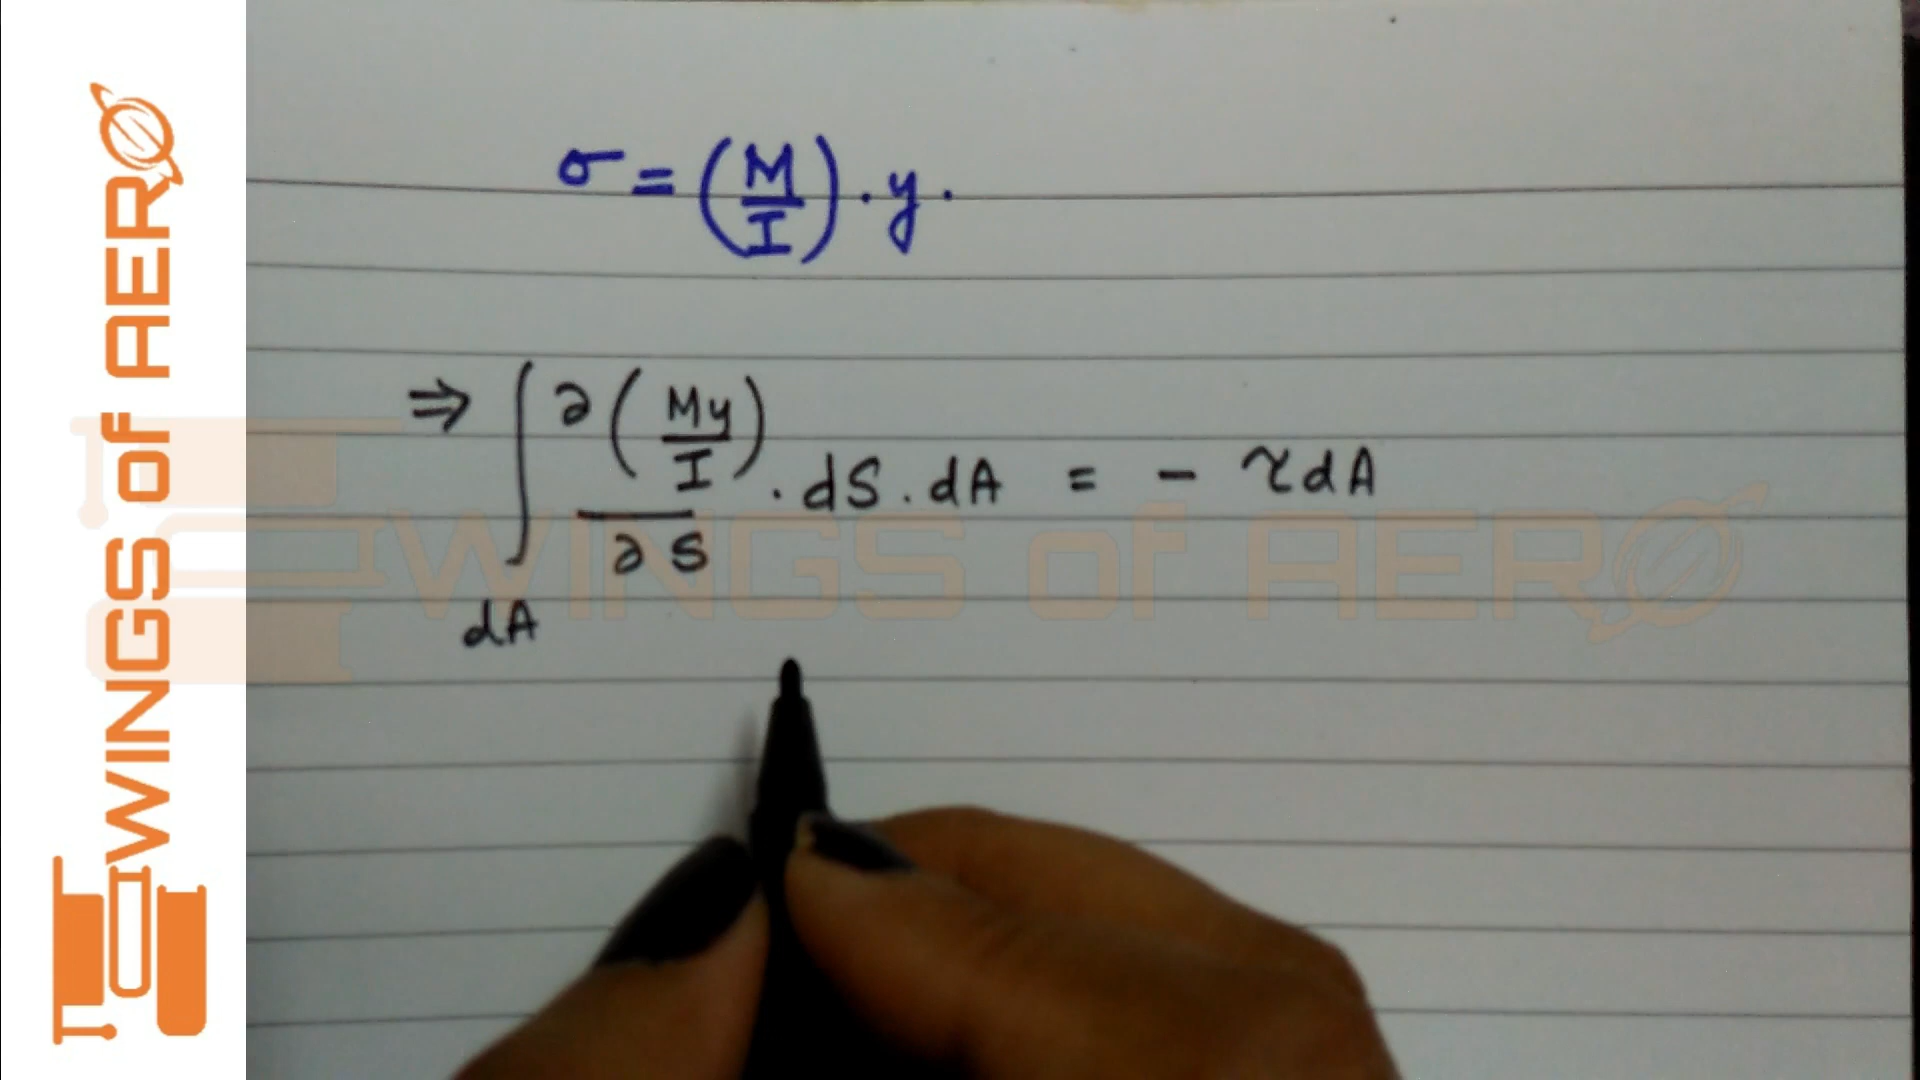 WINGS of AERO
σ = (M/I) . y .
⇒ ∫dA ∂(My/I)/∂S . dS . dA = - τdA
WINGS of AERO